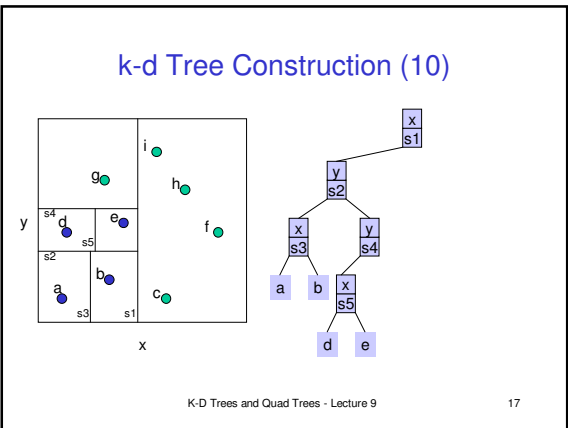 k-d Tree Construction (10)
x
s1
i
y
s2
g
h
s4
d
e
y
f
x
s3
y
s4
s5
s2
b
a
c
a
b
x
s5
s3
s1
x
d
e
K-D Trees and Quad Trees - Lecture 9
17